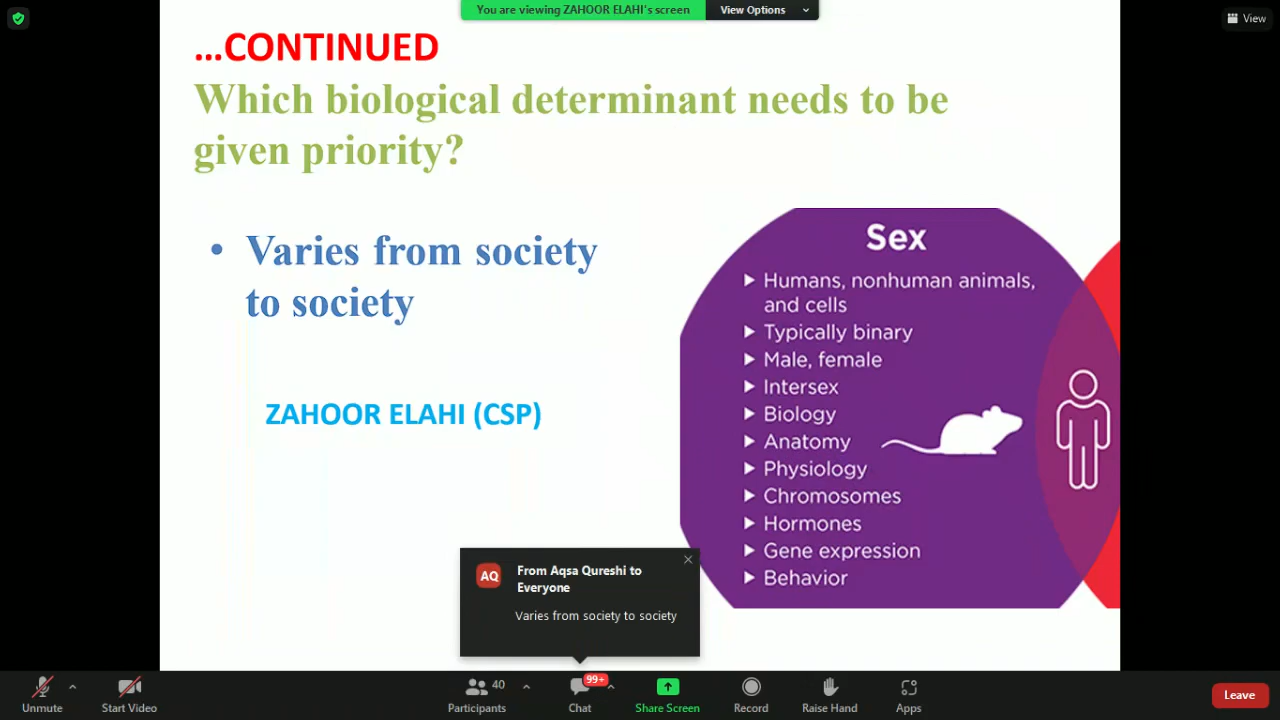 You are viewing ZAHOOR ELAHI's screen
View Options
View
...CONTINUED
Which biological determinant needs to be
given priority?
• Varies from society
to society
ZAHOOR ELAHI (CSP)
Sex
Humans, nonhuman animals,
and cells
Typically binary
Male, female
Intersex
Biology
Anatomy
Physiology
Chromosomes
Hormones
Gene expression
Behavior
AQ
From Aqsa Qureshi to
Everyone
Varies from society to society
Unmute
Start Video
40
Participants
99+
Chat
Share Screen
Record
Raise Hand
Apps
Leave